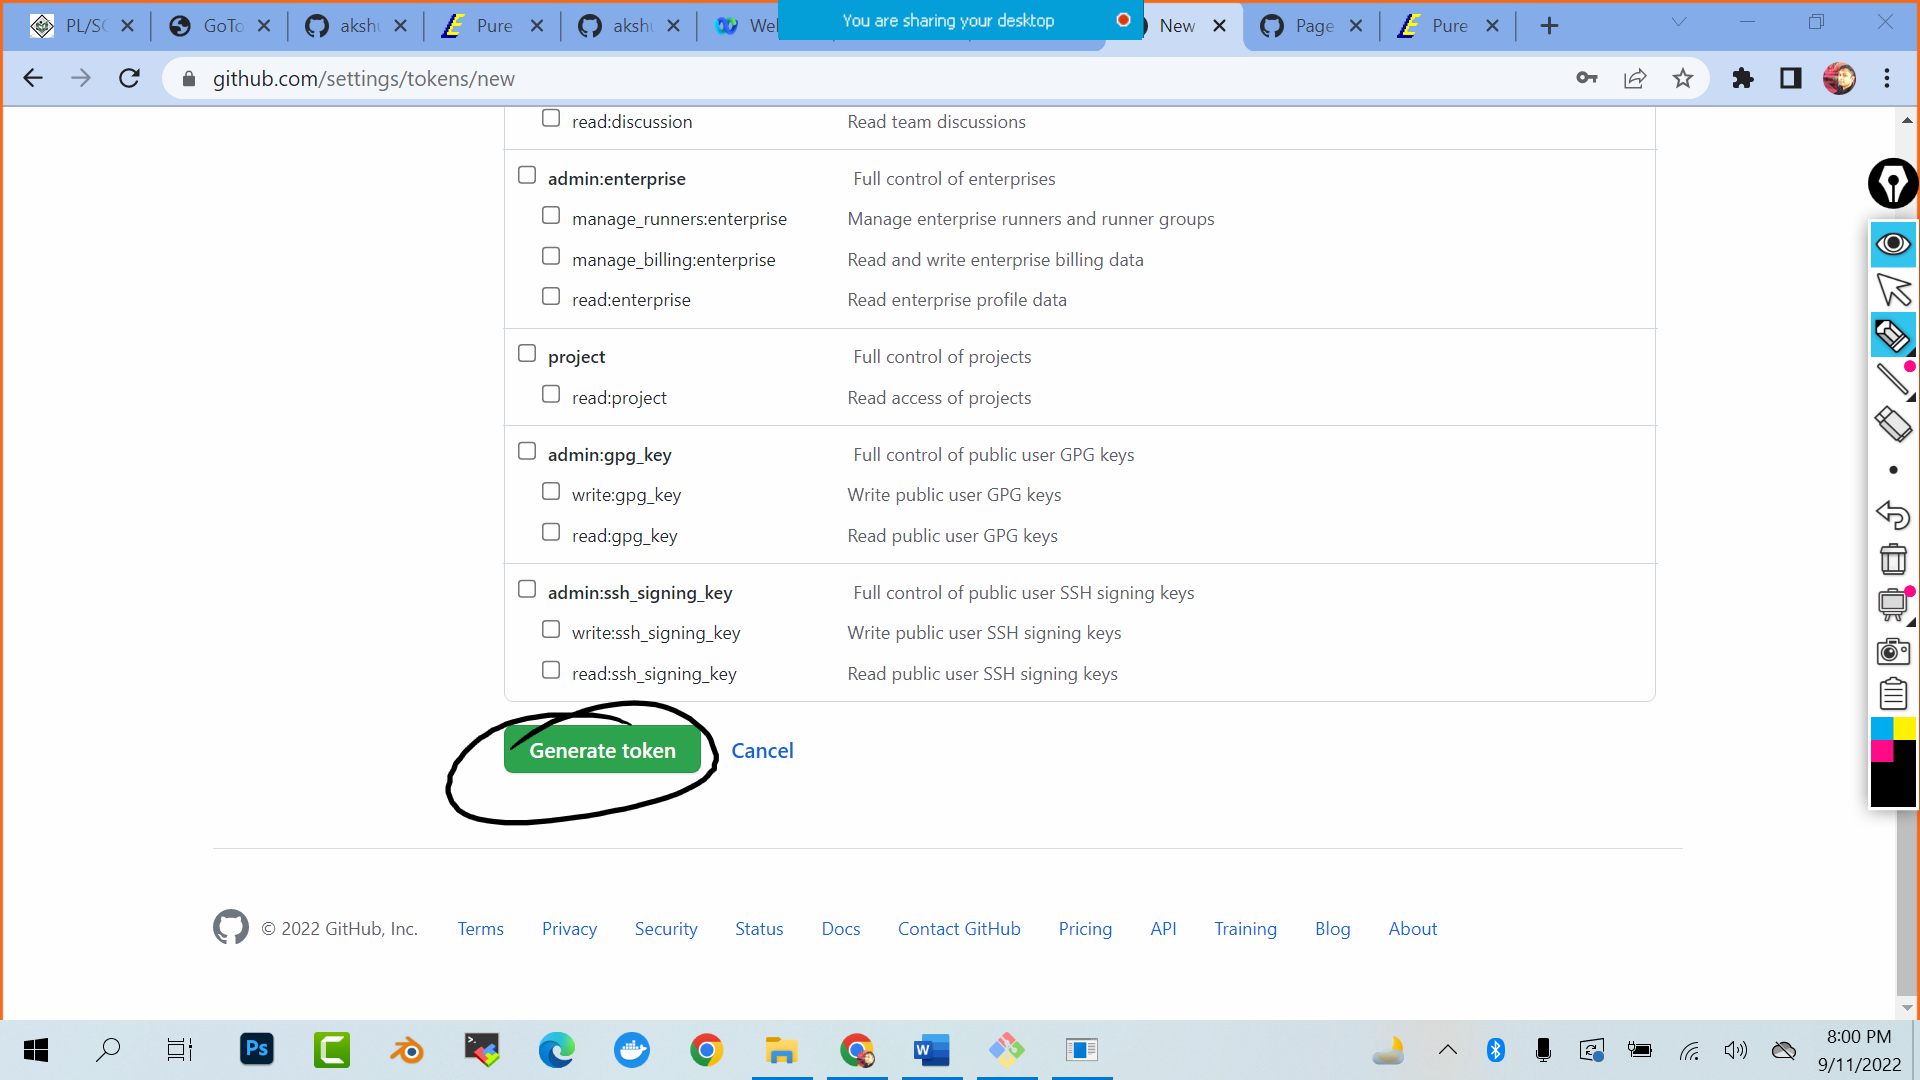 PL/SC
GoTo
akshu
Pure
akshu
We
You are sharing your desktop
New
Page
Pure
github.com/settings/tokens/new
read:discussion Read team discussions
admin:enterprise Full control of enterprises
manage_runners:enterprise Manage enterprise runners and runner groups
manage_billing:enterprise Read and write enterprise billing data
read:enterprise Read enterprise profile data
project Full control of projects
read:project Read access of projects
admin:gpg_key Full control of public user GPG keys
write:gpg_key Write public user GPG keys
read:gpg_key Read public user GPG keys
admin:ssh_signing_key Full control of public user SSH signing keys
write:ssh_signing_key Write public user SSH signing keys
read:ssh_signing_key Read public user SSH signing keys
Generate token Cancel
© 2022 GitHub, Inc. Terms Privacy Security Status Docs Contact GitHub Pricing API Training Blog About
Ps
8:00 PM
9/11/2022